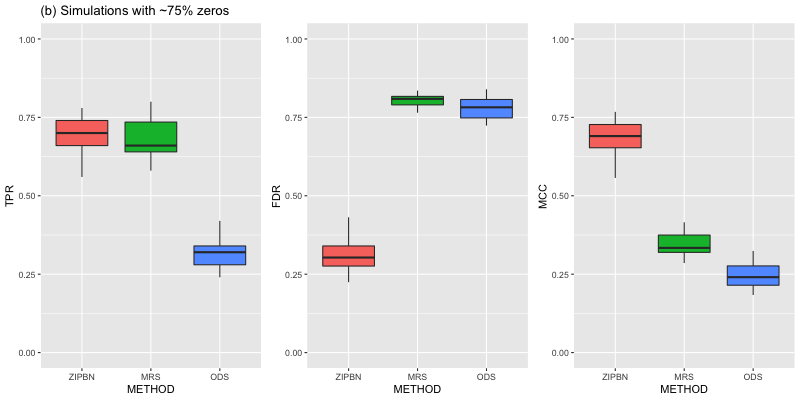 (b) Simulations with ~75% zeros
TPR
1.00
0.75
0.50
0.25
0.00
ZIPBN MRS ODS
METHOD
FDR
1.00
0.75
0.50
0.25
0.00
ZIPBN MRS ODS
METHOD
MCC
1.00
0.75
0.50
0.25
0.00
ZIPBN MRS ODS
METHOD